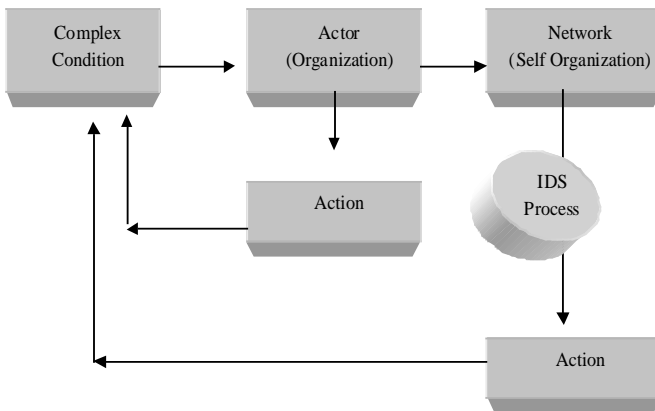 Complex
Condition
Actor
(Organization)
Network
(Self Organization)
IDS
Process
Action
Action